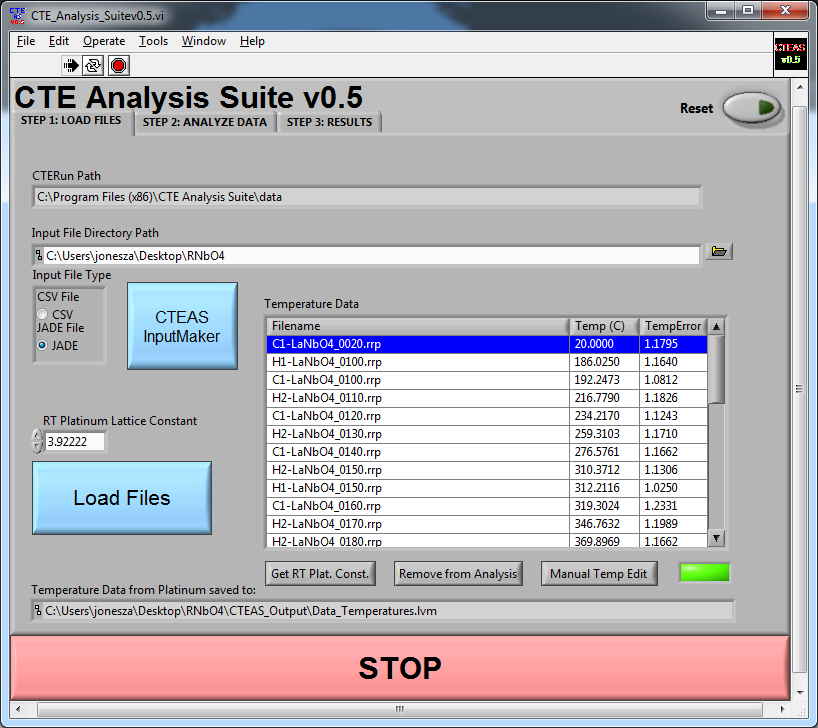 CTE_Analysis_Suitev0.5.vi
File Edit Operate Tools Window Help
CTEAS
v0.5
CTE Analysis Suite v0.5
Reset
STEP 1: LOAD FILES STEP 2: ANALYZE DATA STEP 3: RESULTS
CTERun Path
C:\Program Files (x86)\CTE Analysis Suite\data
Input File Directory Path
C:\Users\jonesza\Desktop\RNbO4
Input File Type
CSV File
CSV
JADE File
JADE
CTEAS
InputMaker
RT Platinum Lattice Constant
3.92222
Load Files
Temperature Data
Filename Temp (C) TempError
C1-LaNbO4_0020.rrp 20.0000 1.1795
H1-LaNbO4_0100.rrp 186.0250 1.1640
C1-LaNbO4_0100.rrp 192.2473 1.0812
H2-LaNbO4_0110.rrp 216.7790 1.1826
C1-LaNbO4_0120.rrp 234.2170 1.1243
H2-LaNbO4_0130.rrp 259.3103 1.1710
C1-LaNbO4_0140.rrp 276.5761 1.1662
H2-LaNbO4_0150.rrp 310.3712 1.1306
H1-LaNbO4_0150.rrp 312.2116 1.0250
C1-LaNbO4_0160.rrp 319.3024 1.2331
H2-LaNbO4_0170.rrp 346.7632 1.1989
H2-LaNbO4_0180.rrp 369.8969 1.1662
Get RT Plat. Const. Remove from Analysis Manual Temp Edit
Temperature Data from Platinum saved to:
C:\Users\jonesza\Desktop\RNbO4\CTEAS_Output\Data_Temperatures.lvm
STOP